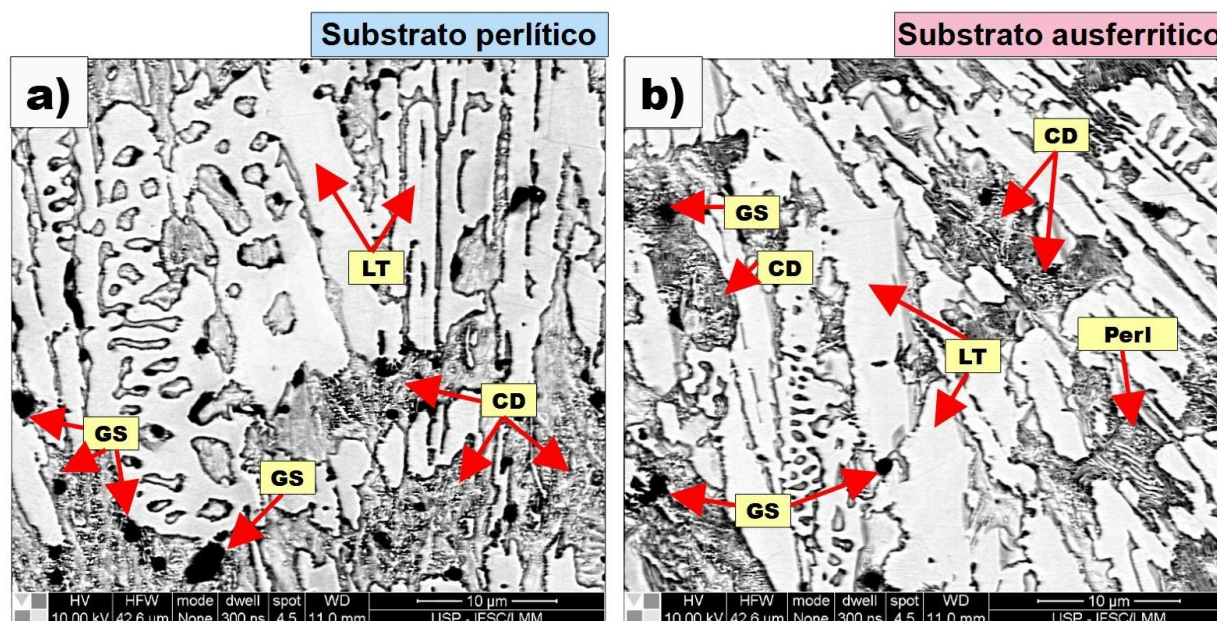 Substrato perlítico
Substrato ausferritico
a)
LT
CD
GS
GS
HV HFW mode dwell spot WD 10 µm
10.00 kV 42.6 µm None 300 ns 4.5 11.0 mm USP - IFSC/LMM
b)
CD
GS
CD
Perl
LT
GS
HV HFW mode dwell spot WD 10 µm
10.00 kV 42.6 µm None 300 ns 4.5 11.0 mm USP - IFSC/LMM